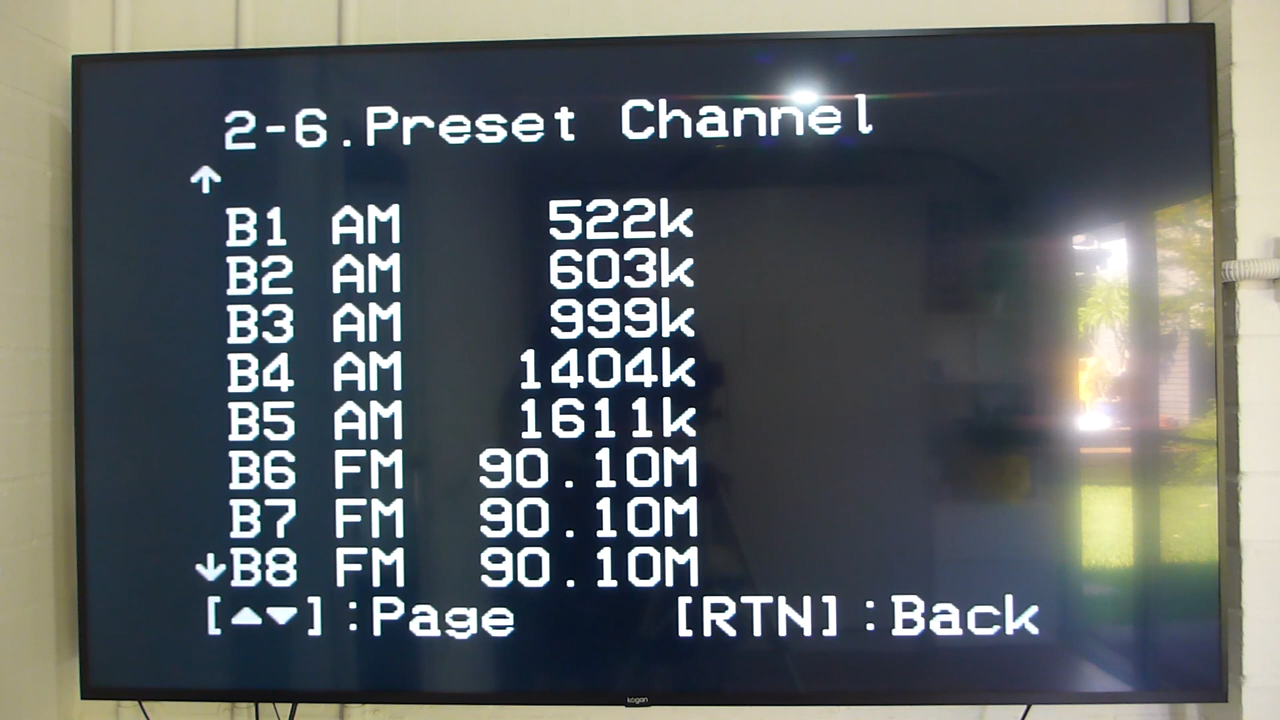 2-6.Preset Channel
↑
B1 AM 522k
B2 AM 603k
B3 AM 999k
B4 AM 1404k
B5 AM 1611k
B6 FM 90.10M
B7 FM 90.10M
↓B8 FM 90.10M
[▲▼]:Page [RTN]:Back
kogan